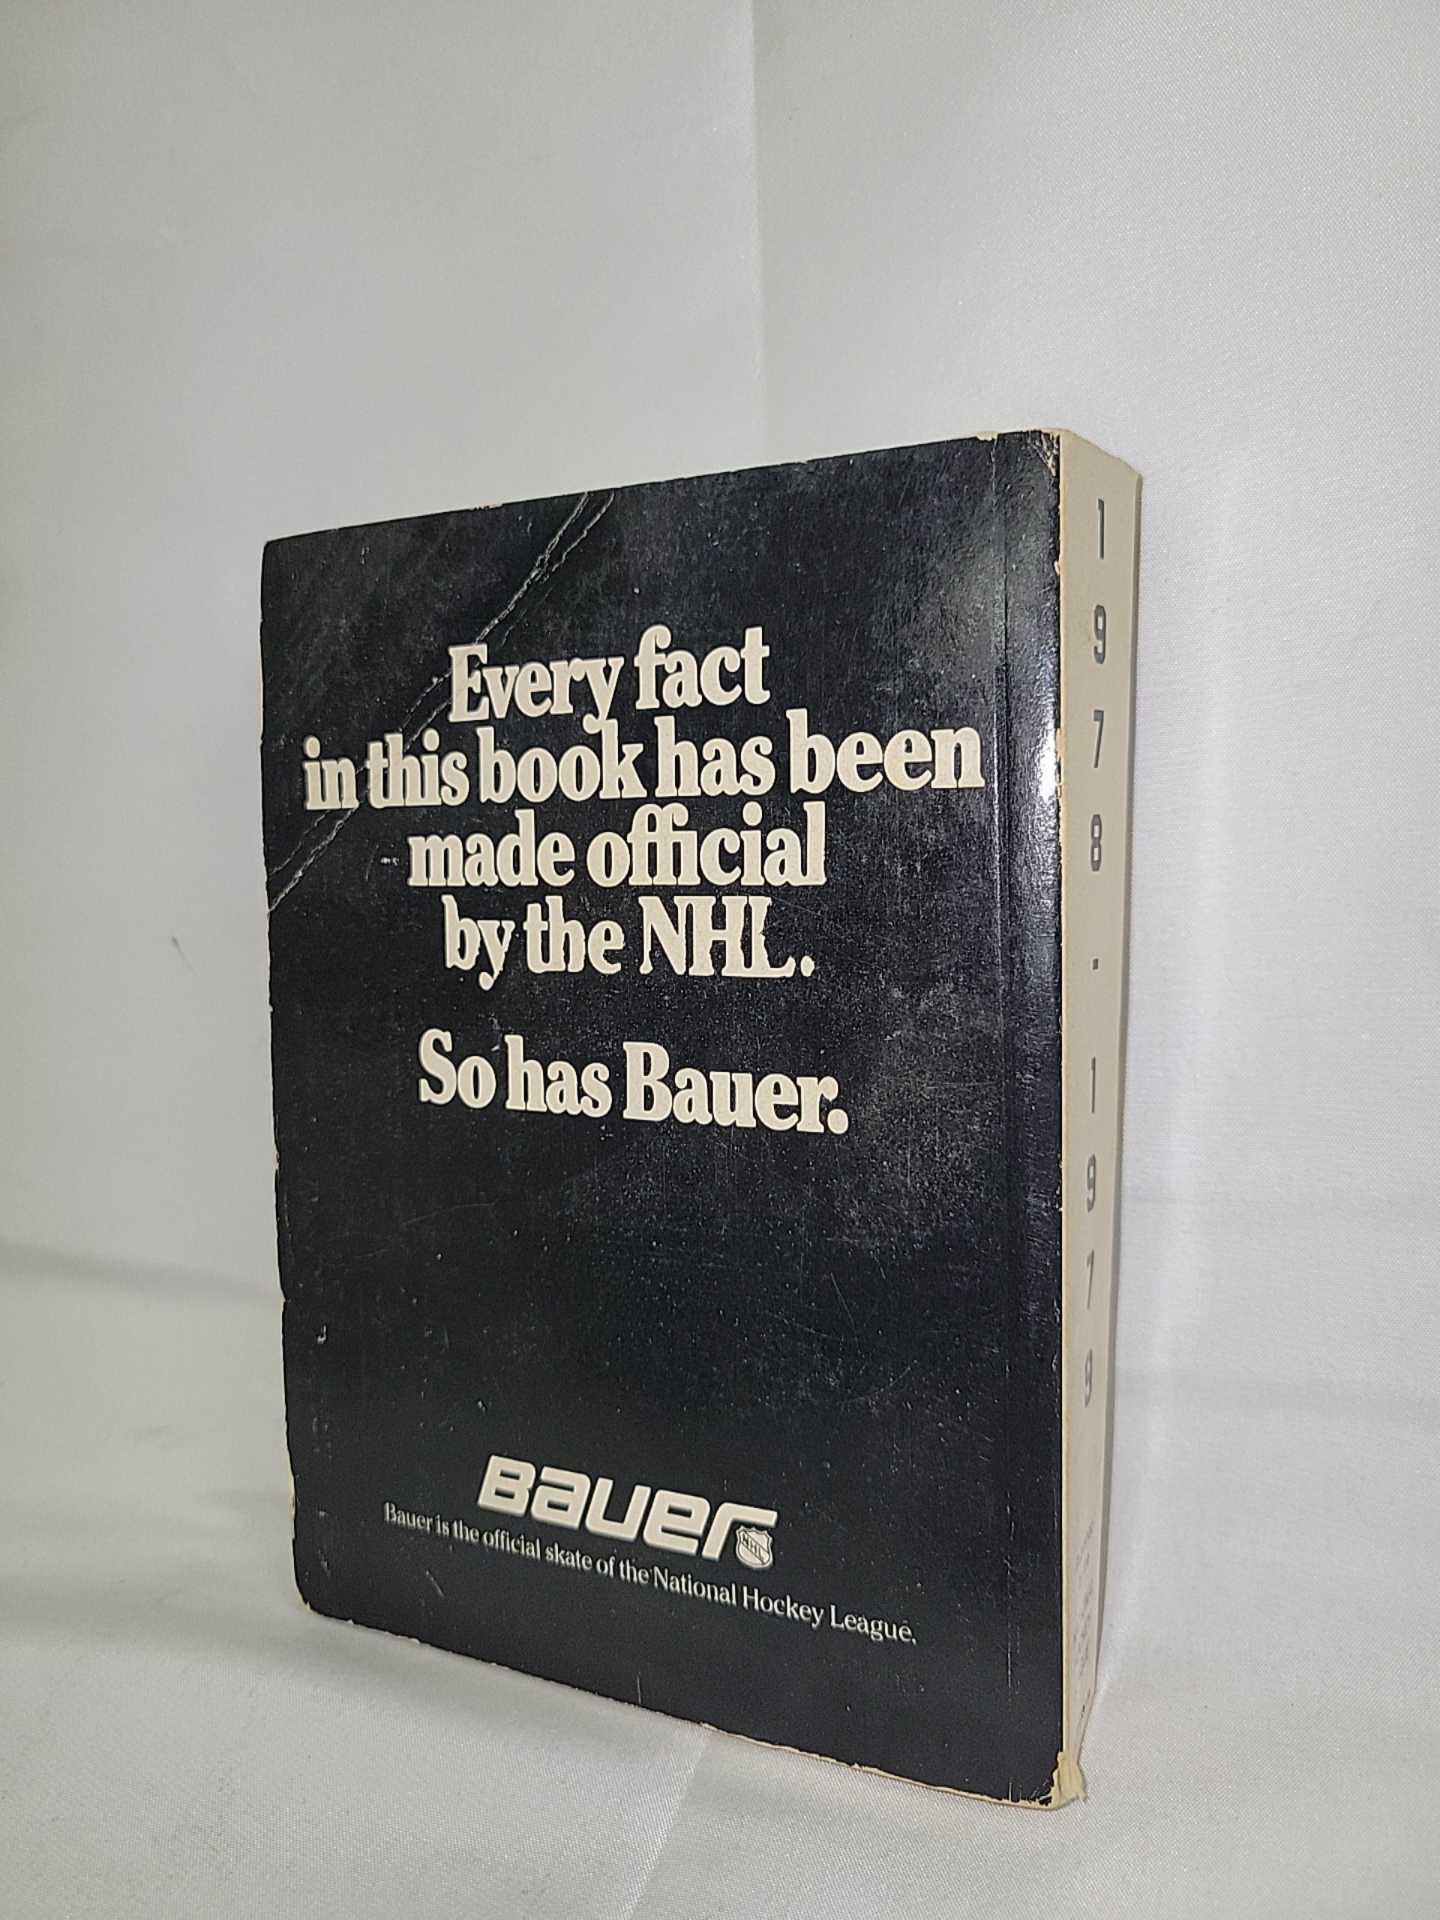 Every fact
in this book has been
made official
by the NHL.
So has Bauer.
BAUER
NHL
Bauer is the official skate of the National Hockey League.
1978-1979